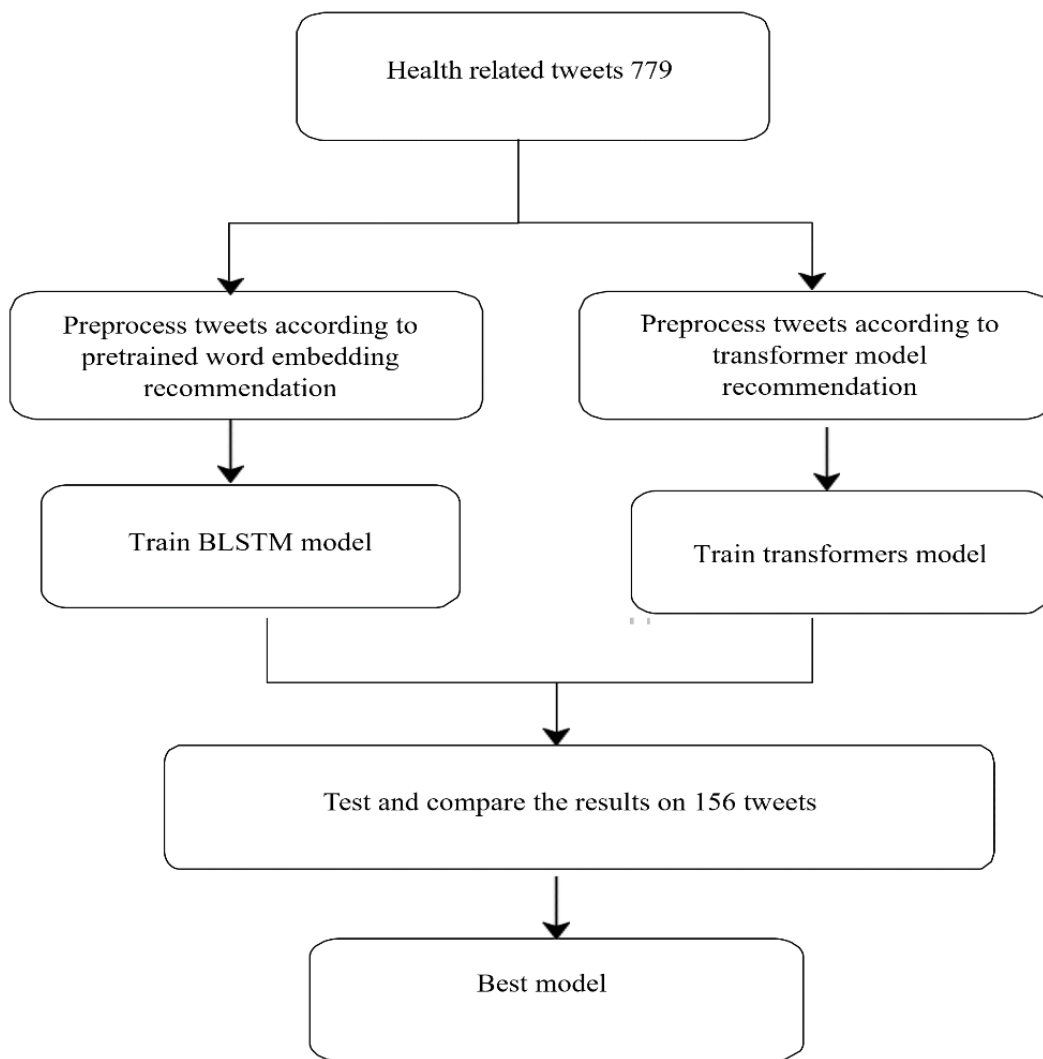 Health related tweets 779
Preprocess tweets according to
pretrained word embedding
recommendation
Preprocess tweets according to
transformer model
recommendation
Train BLSTM model
Train transformers model
Test and compare the results on 156 tweets
Best model